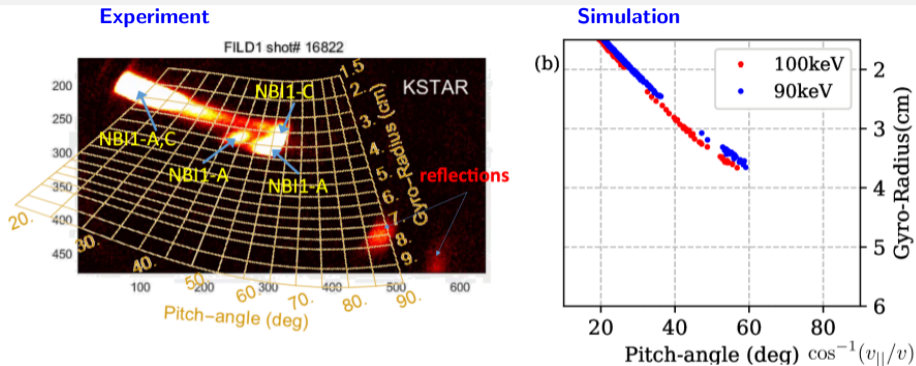 Experiment
Simulation
FILD1 shot# 16822
KSTAR
200
250
300
350
400
450
100
200
300
400
500
600
1.5
2.
3.
4.
5.
6.
7.
8.
9.
Gyro-Radius (cm)
20.
30.
40.
50.
60.
70.
80.
90.
Pitch-angle (deg)
NBI1-C
NBI1-A,C
NBI1-A
NBI1-A
reflections
(b)
100keV
90keV
2
3
4
5
6
Gyro-Radius(cm)
20
40
60
80
Pitch-angle (deg) cos⁻¹(v||/v)